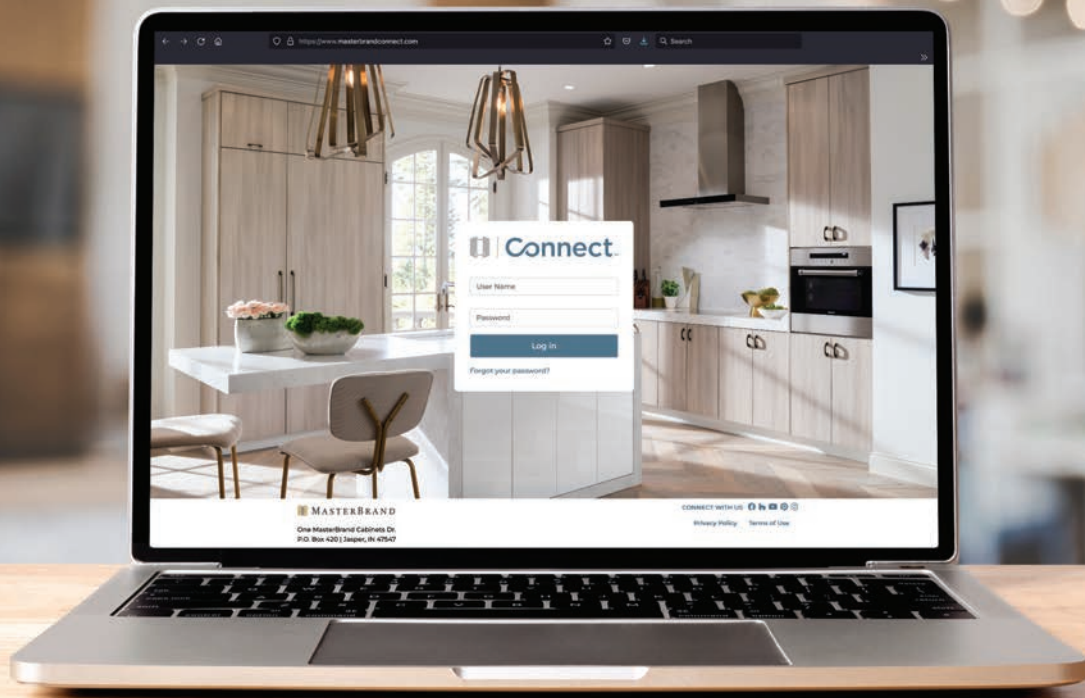 https://www.masterbrandconnect.com
Search
Connect
User Name
Password
Log in
Forgot your password?
MASTERBRAND
One MasterBrand Cabinets Dr.
P.O. Box 420 | Jasper, IN 47547
CONNECT WITH US
Privacy Policy Terms of Use